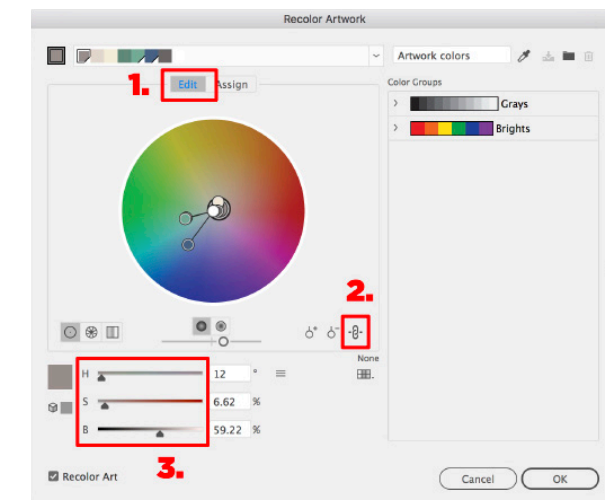 Recolor Artwork
Artwork colors
1.
Edit Assign
Color Groups
Grays
Brights
2.
None
H 12 °
S 6.62 %
B 59.22 %
3.
Recolor Art
Cancel OK